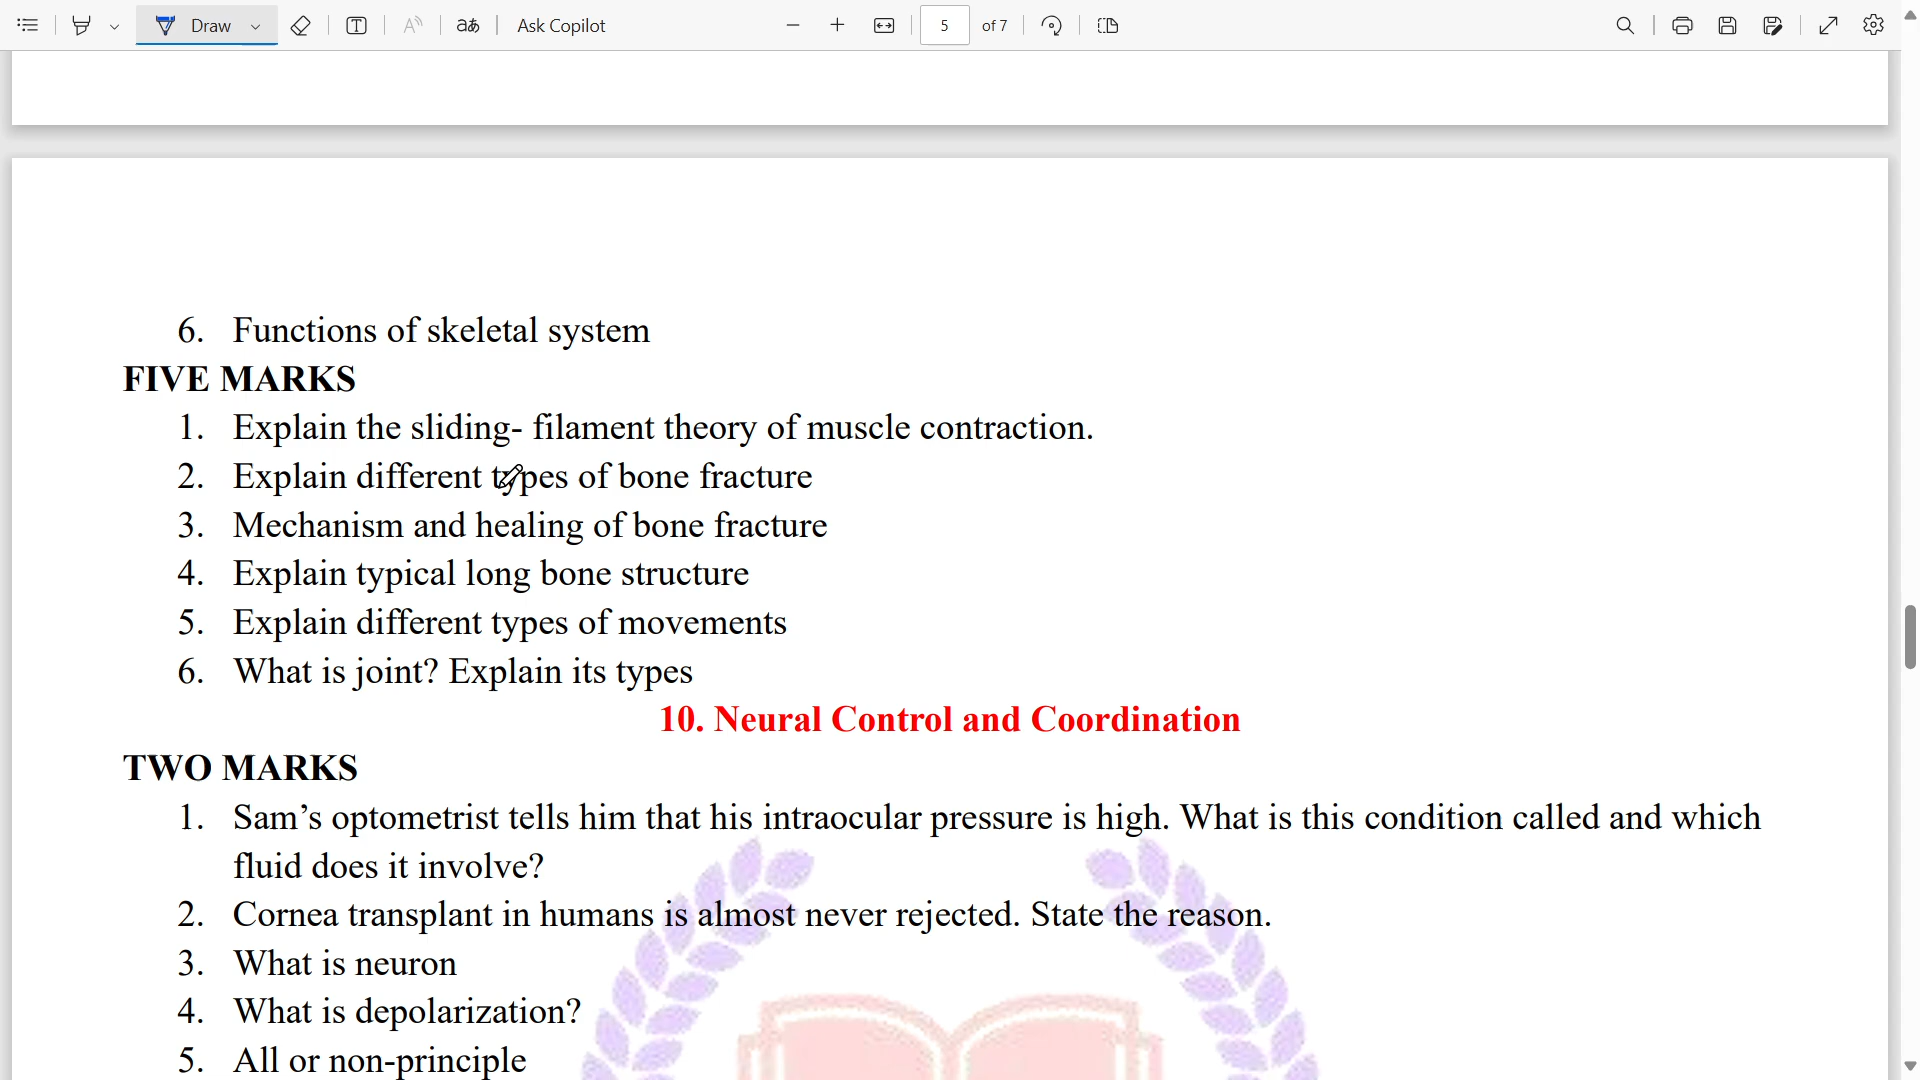 Draw
aあ
Ask Copilot
5
of 7
6. Functions of skeletal system
FIVE MARKS
1. Explain the sliding- filament theory of muscle contraction.
2. Explain different types of bone fracture
3. Mechanism and healing of bone fracture
4. Explain typical long bone structure
5. Explain different types of movements
6. What is joint? Explain its types
10. Neural Control and Coordination
TWO MARKS
1. Sam’s optometrist tells him that his intraocular pressure is high. What is this condition called and which
fluid does it involve?
2. Cornea transplant in humans is almost never rejected. State the reason.
3. What is neuron
4. What is depolarization?
5. All or non-principle